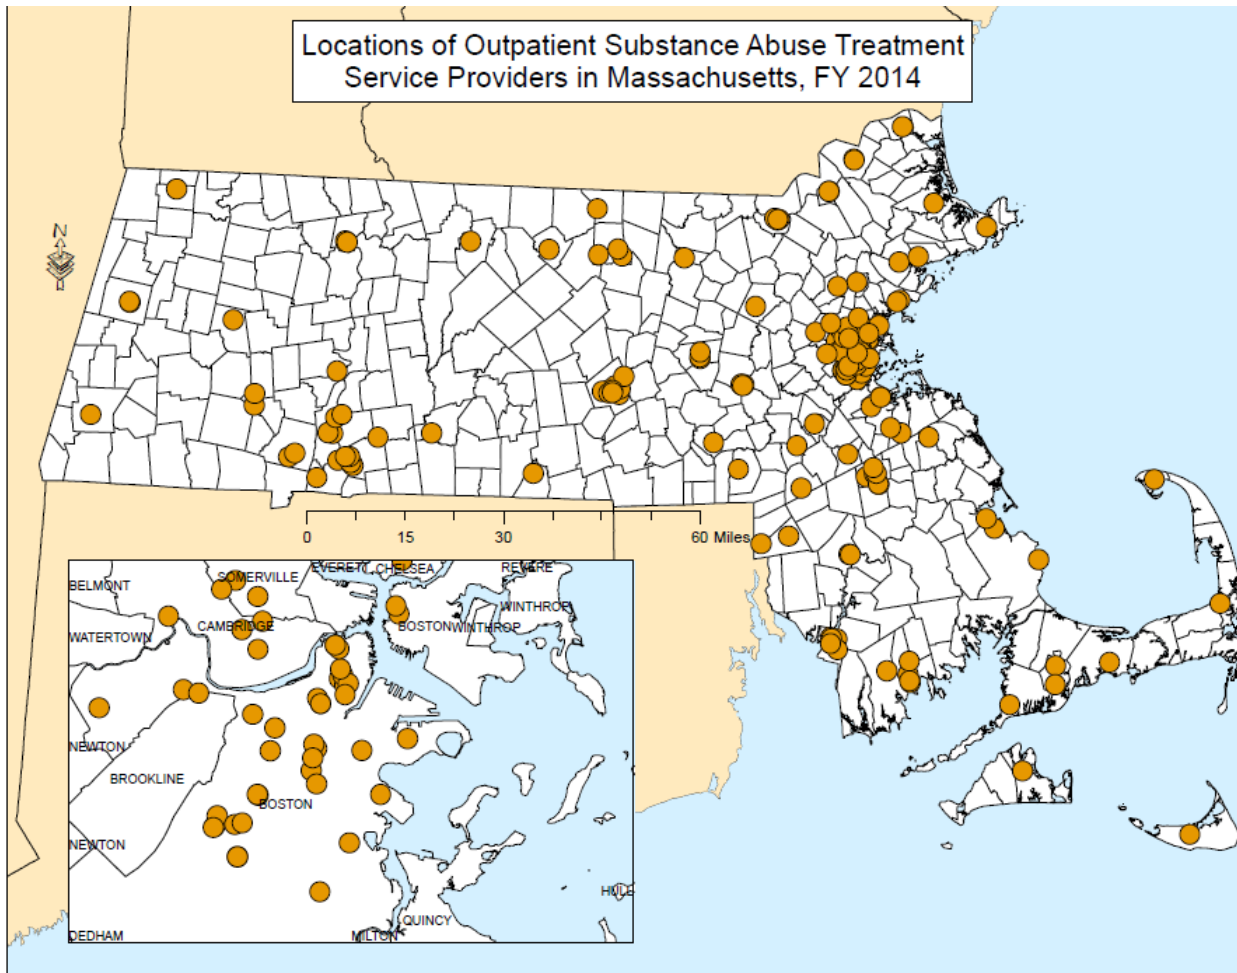 Locations of Outpatient Substance Abuse Treatment
Service Providers in Massachusetts, FY 2014
N
0 15 30 60 Miles
EVERETT CHELSEA REVERE
BELMONT SOMERVILLE
WINTHROP
WATERTOWN CAMBRIDGE BOSTON WINTHROP
NEWTON
BROOKLINE
BOSTON
NEWTON
HULL
QUINCY
DEDHAM MILTON